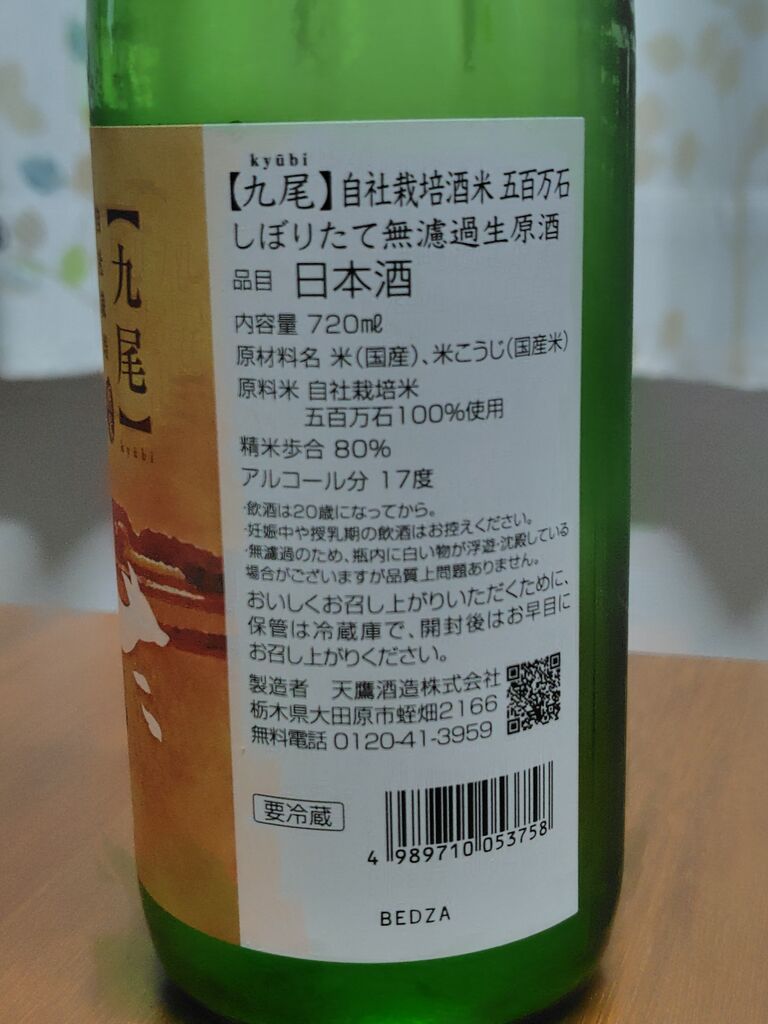 【九尾】
kyūbi
kyūbi
【九尾】自社栽培酒米 五百万石
しぼりたて無濾過生原酒
品目 日本酒
内容量 720㎖
原材料名 米(国産)、米こうじ(国産米)
原料米 自社栽培米
五百万石100%使用
精米歩合 80%
アルコール分 17度
・飲酒は20歳になってから。
・妊娠中や授乳期の飲酒はお控えください。
・無濾過のため、瓶内に白い物が浮遊・沈殿している
場合がございますが品質上問題ありません。
おいしくお召し上がりいただくために、
保管は冷蔵庫で、開封後はお早目に
お召し上がりください。
製造者 天鷹酒造株式会社
栃木県大田原市蛭畑2166
無料電話 0120-41-3959
要冷蔵
4 989710 053758
BEDZA